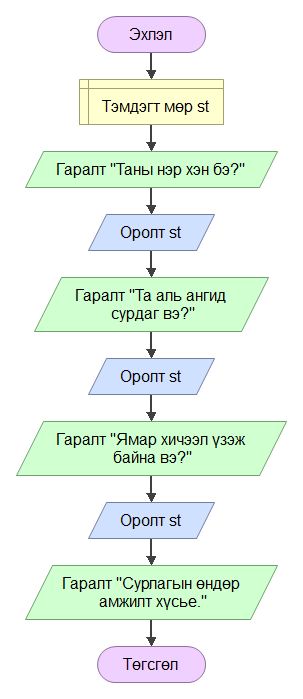 Эхлэл
Тэмдэгт мөр st
Гаралт "Таны нэр хэн бэ?"
Оролт st
Гаралт "Та аль ангид
сурдаг вэ?"
Оролт st
Гаралт "Ямар хичээл үзэж
байна вэ?"
Оролт st
Гаралт "Сурлагын өндөр
амжилт хүсье."
Төгсгөл